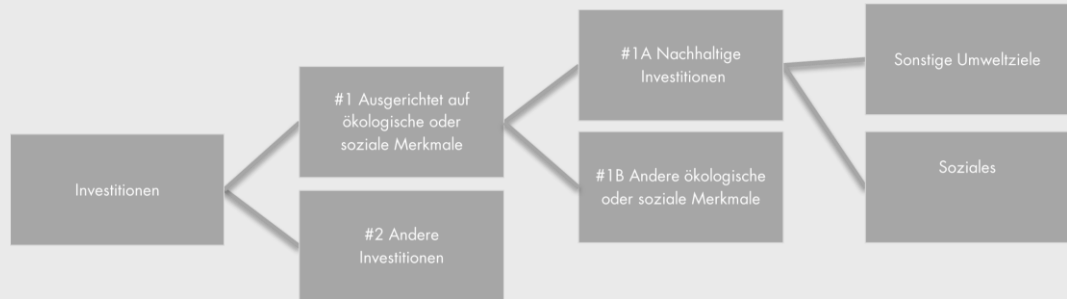 Investitionen
#1 Ausgerichtet auf
ökologische oder
soziale Merkmale
#2 Andere
Investitionen
#1A Nachhaltige
Investitionen
#1B Andere ökologische
oder soziale Merkmale
Sonstige Umweltziele
Soziales